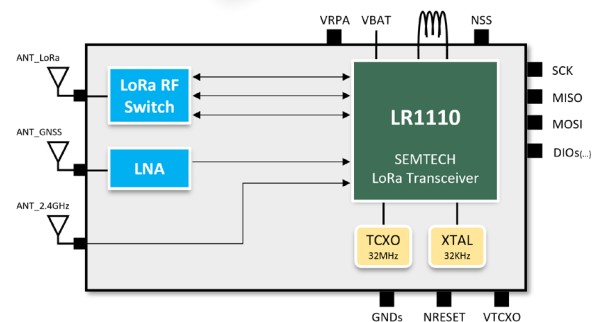 VRPA
VBAT
NSS
ANT_LoRa
LoRa RF
Switch
SCK
MISO
MOSI
DIOs(...)
LR1110
SEMTECH
LoRa Transceiver
ANT_GNSS
LNA
ANT_2.4GHz
TCXO
32MHz
XTAL
32KHz
GNDs
NRESET
VTCXO